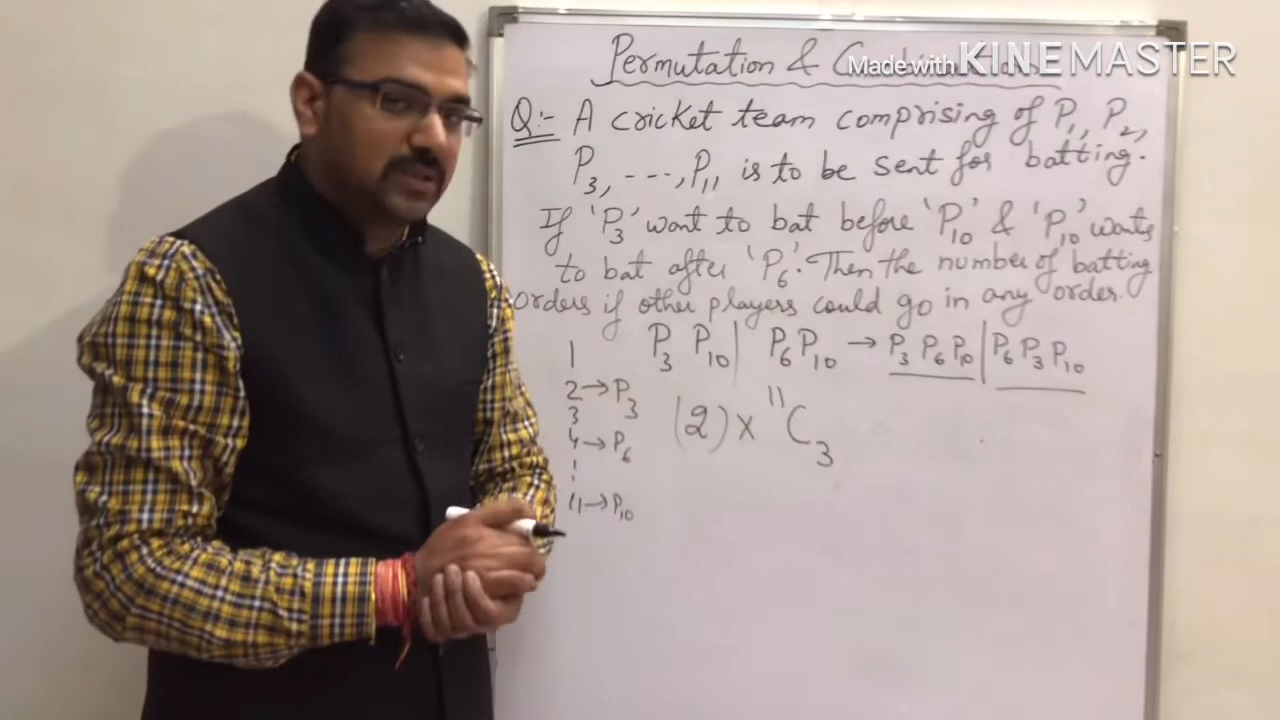 Permutation &
Made with KINEMASTER
Q:- A cricket team comprising of P1, P2,
P3, ---, P11 is to be sent for batting.
If 'P3' want to bat before 'P10' & 'P10' wants
to bat after 'P6'. Then the number of batting
orders if other players could go in any order.
P3 P10 | P6 P10 → P3 P6 P10 | P6 P3 P10
1
2 → P3
3
4 → P6
11 → P10
(2) x 11C3